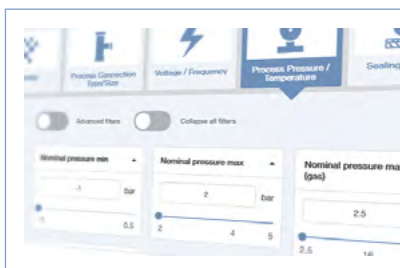 Process Connection
Type/Size
Voltage / Frequency
Process Pressure /
Temperature
Sealing
Advanced filters
Collapse all filters
Nominal pressure min
Nominal pressure max
Nominal pressure ma
(gas)
-1
bar
2
bar
2.5
-1
0.5
2
4
5
2.5
16